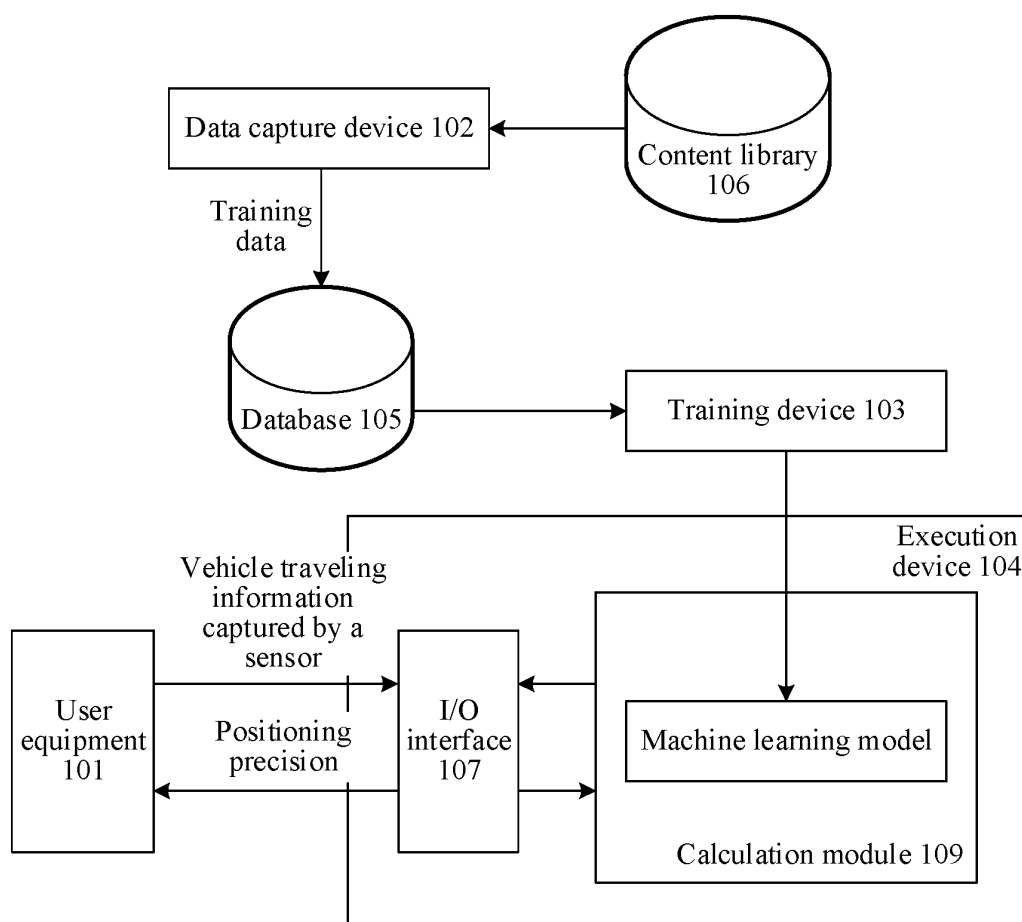 Data capture device 102
Content library
106
Training
data
Database 105
Training device 103
Execution
device 104
Vehicle traveling
information
captured by a
sensor
User
equipment
101
Positioning
precision
I/O
interface
107
Machine learning model
Calculation module 109